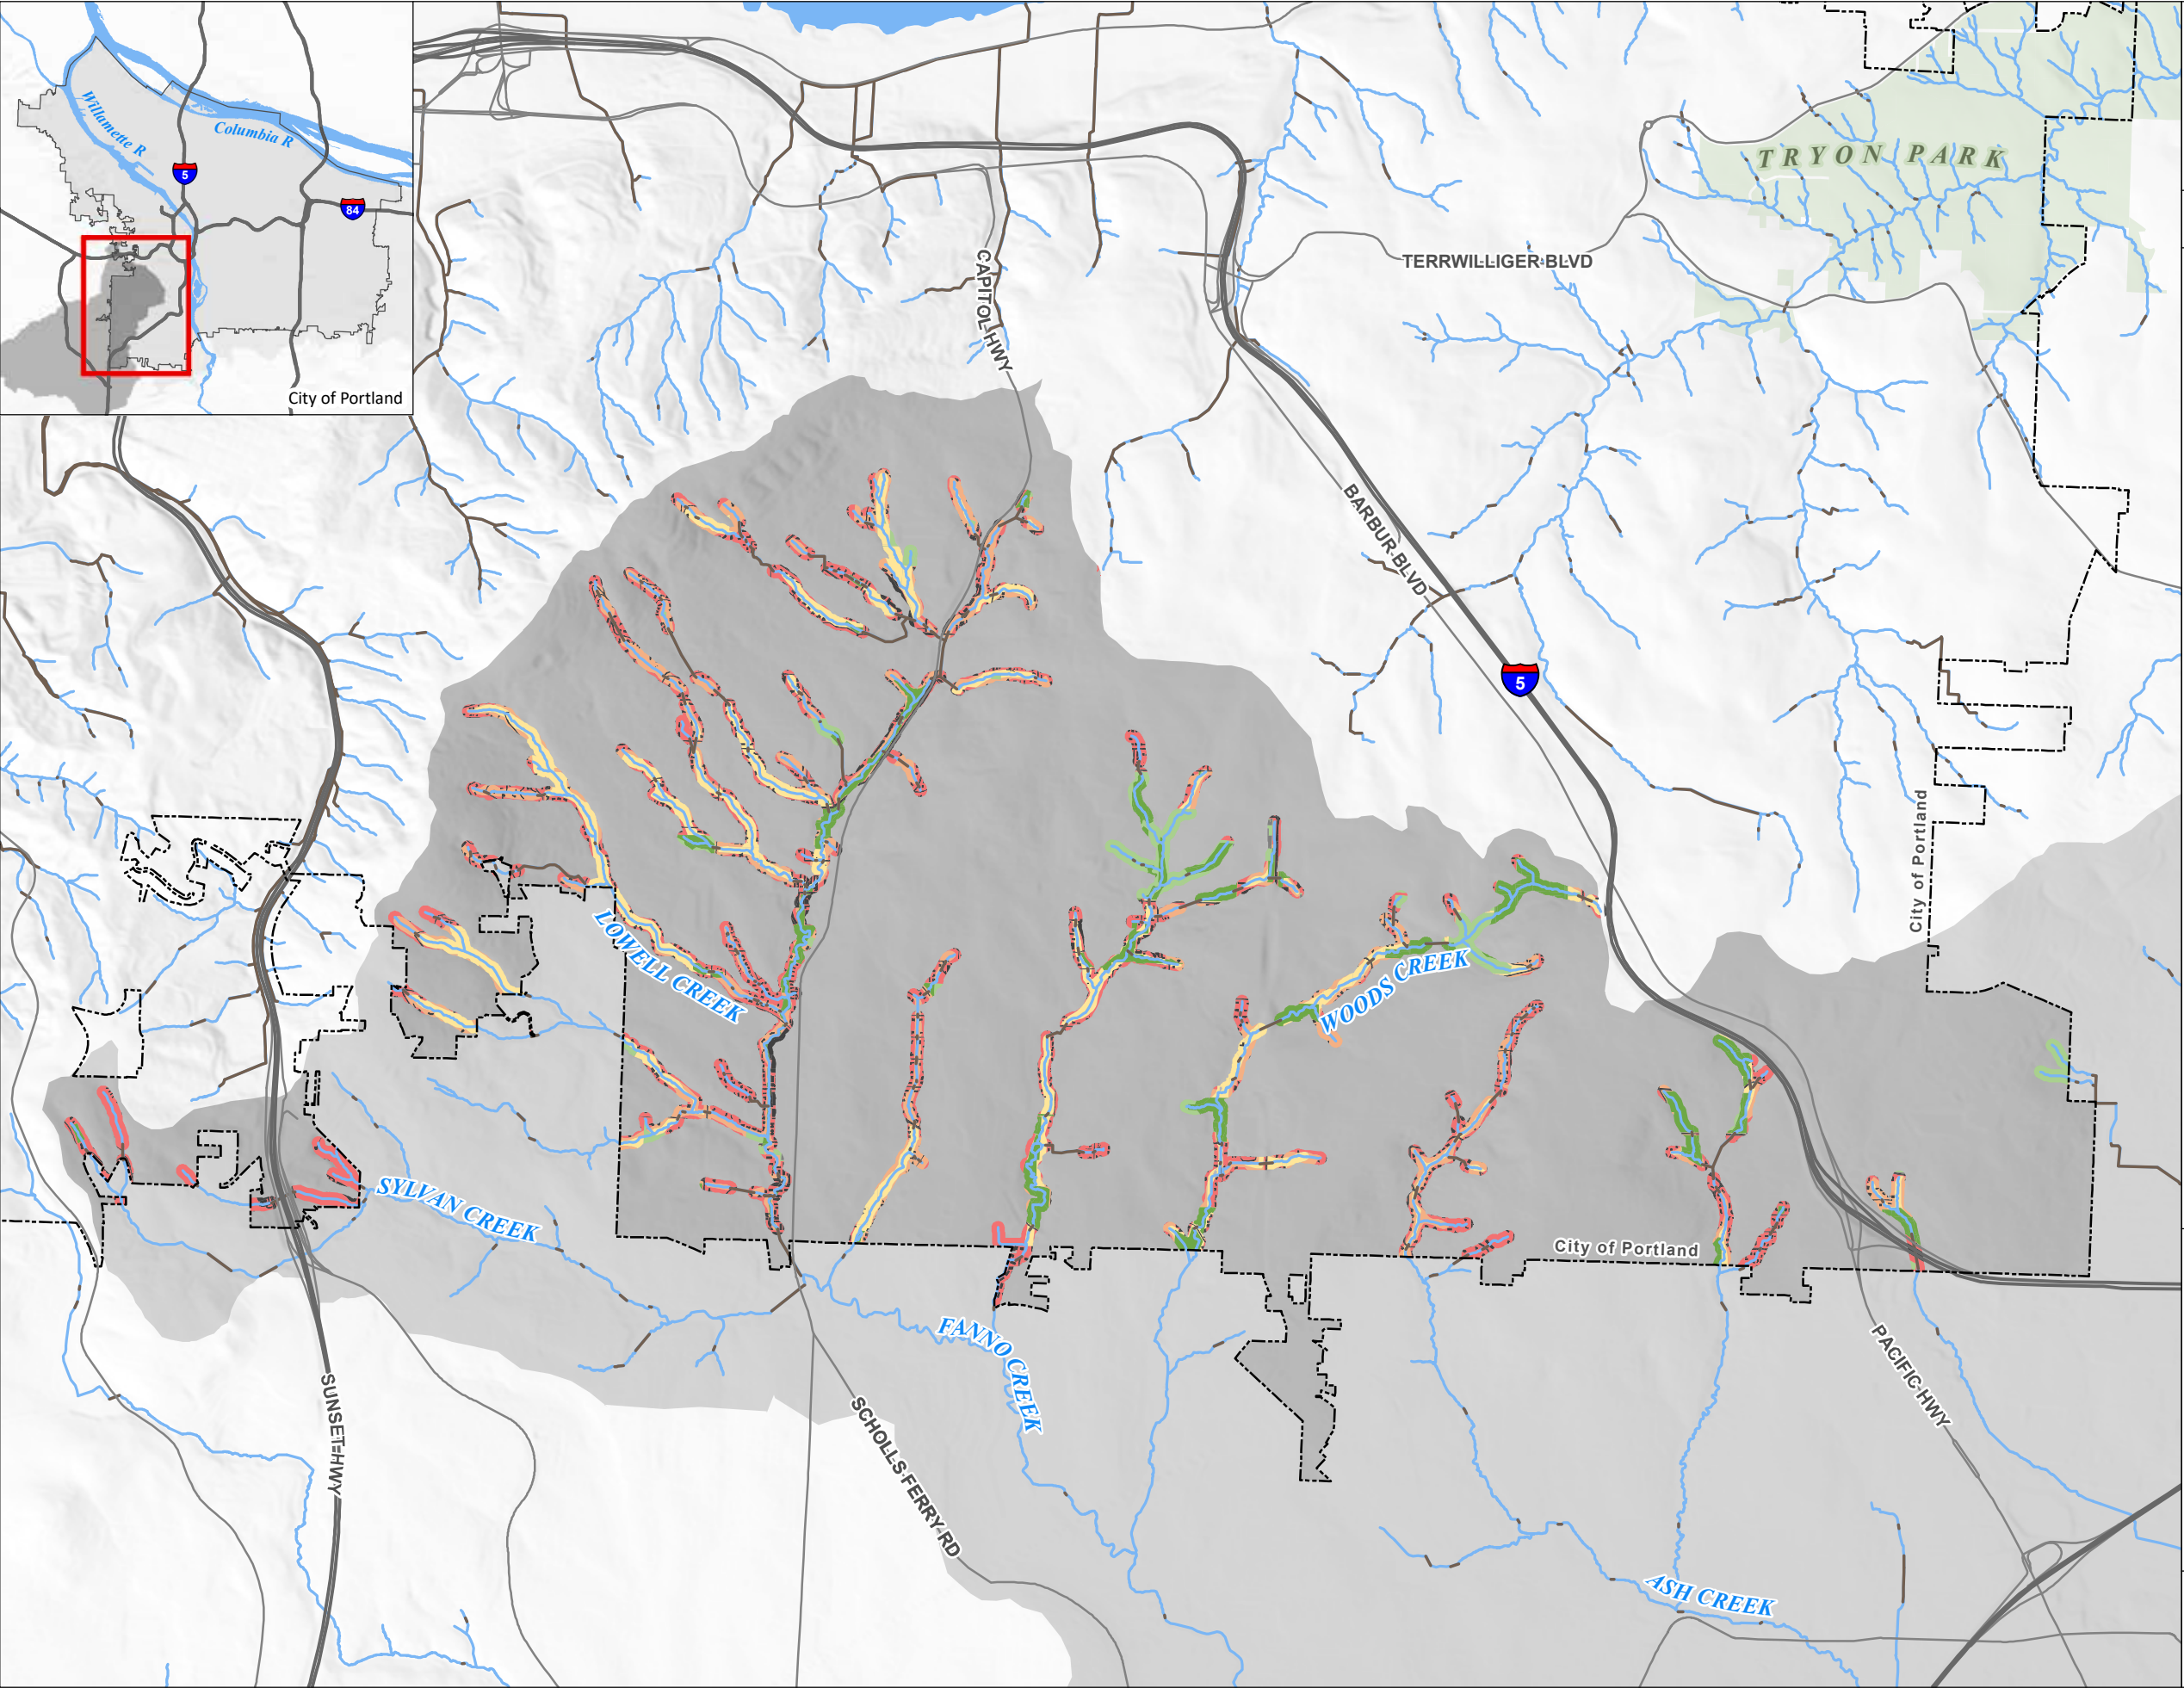 Willamette R
Columbia R
5
84
City of Portland
TRYON PARK
TERRWILLIGER BLVD
CAPITOL HWY
BARBUR BLVD
5
City of Portland
LOWELL CREEK
WOODS CREEK
SYLVAN CREEK
City of Portland
FANNO CREEK
PACIFIC HWY
SUNSET HWY
SCHOLLS FERRY RD
ASH CREEK